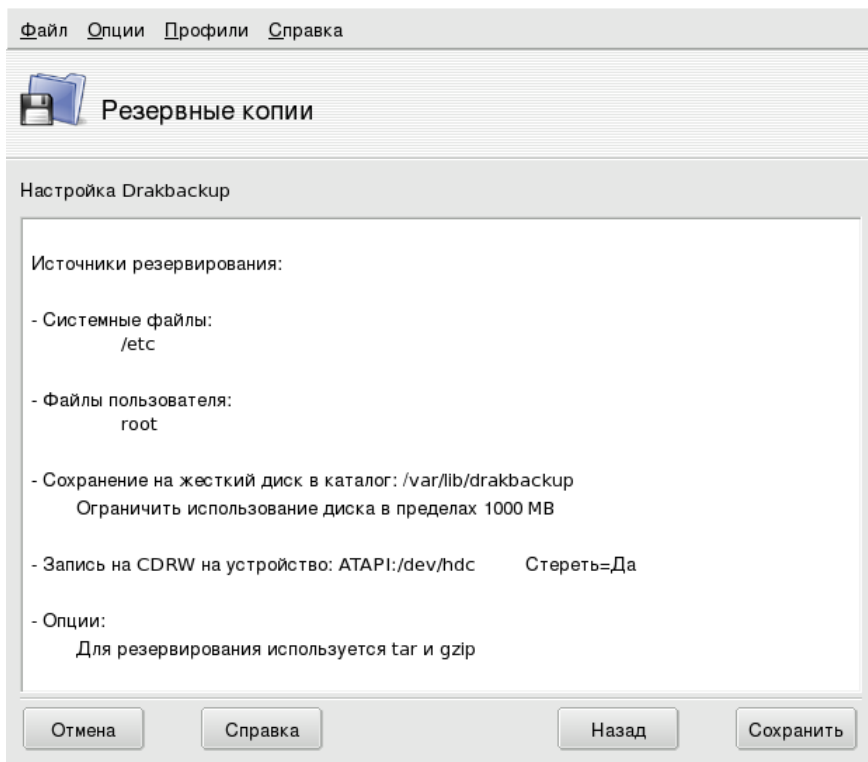 Файл Опции Профили Справка
Резервные копии
Настройка Drakbackup
Источники резервирования:
- Системные файлы:
/etc
- Файлы пользователя:
root
- Сохранение на жесткий диск в каталог: /var/lib/drakbackup
Ограничить использование диска в пределах 1000 MB
- Запись на CDRW на устройство: ATAPI:/dev/hdc Стереть=Да
- Опции:
Для резервирования используется tar и gzip
Отмена Справка Назад Сохранить